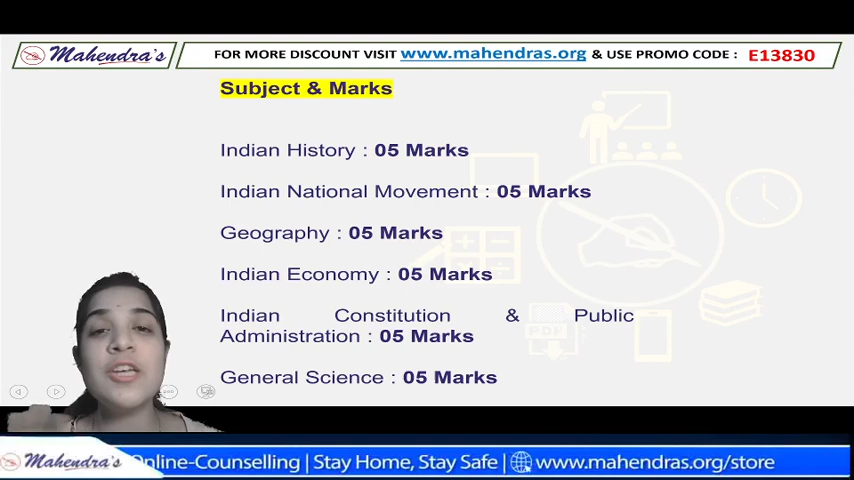 Mahendra's
FOR MORE DISCOUNT VISIT www.mahendras.org & USE PROMO CODE : E13830
Subject & Marks
Indian History : 05 Marks
Indian National Movement : 05 Marks
Geography : 05 Marks
Indian Economy : 05 Marks
Indian Constitution & Public
Administration : 05 Marks
PDF
General Science : 05 Marks
Mahendra's Online-Counselling | Stay Home, Stay Safe | www.mahendras.org/store